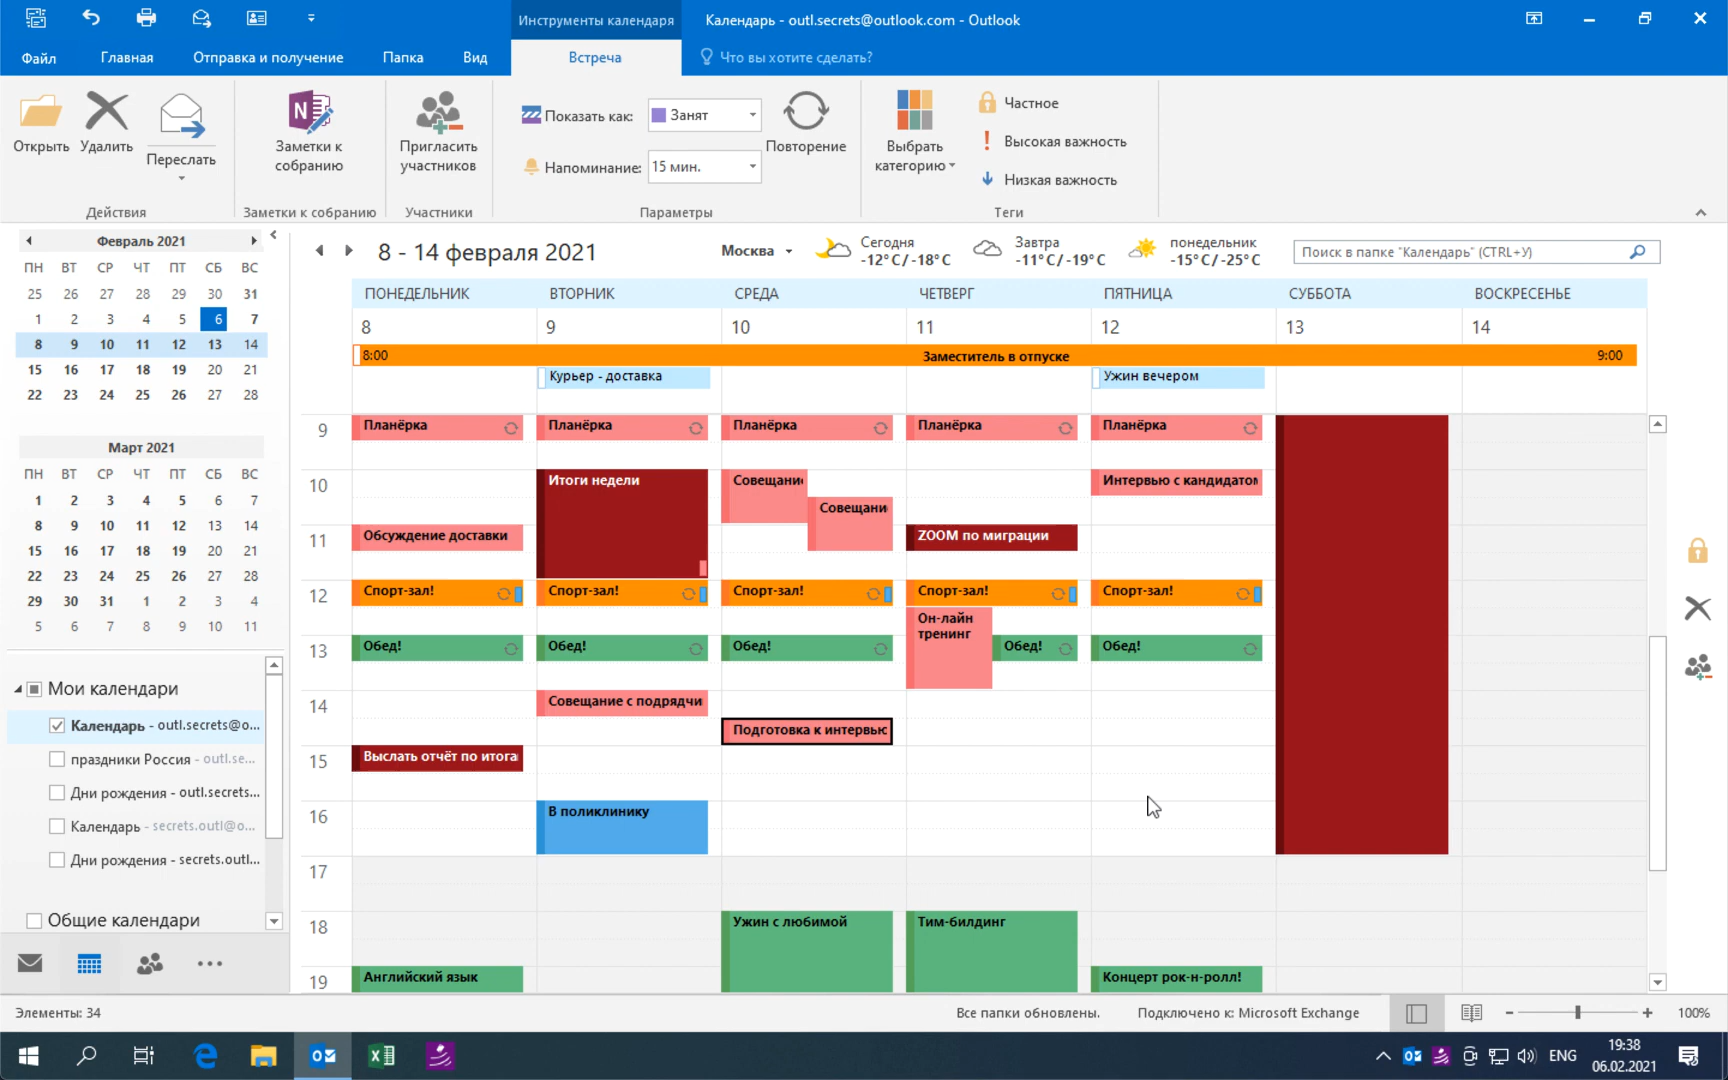 Инструменты календаря
Календарь - outl.secrets@outlook.com - Outlook
Файл
Главная
Отправка и получение
Папка
Вид
Встреча
Что вы хотите сделать?
Открыть
Удалить
Переслать
Действия
Заметки к
собранию
Заметки к собранию
Пригласить
участников
Участники
Показать как:
Занят
Напоминание:
15 мин.
Повторение
Параметры
Выбрать
категорию
Частное
Высокая важность
Низкая важность
Теги
Февраль 2021
ПН ВТ СР ЧТ ПТ СБ ВС
25 26 27 28 29 30 31
1 2 3 4 5 6 7
8 9 10 11 12 13 14
15 16 17 18 19 20 21
22 23 24 25 26 27 28
Март 2021
ПН ВТ СР ЧТ ПТ СБ ВС
1 2 3 4 5 6 7
8 9 10 11 12 13 14
15 16 17 18 19 20 21
22 23 24 25 26 27 28
29 30 31 1 2 3 4
5 6 7 8 9 10 11
Мои календари
Календарь - outl.secrets@o...
праздники Россия - outl.se...
Дни рождения - outl.secrets...
Календарь - secrets.outl@o...
Дни рождения - secrets.outl...
Общие календари
8 - 14 февраля 2021
Москва
Сегодня
-12°C/-18°C
Завтра
-11°C/-19°C
понедельник
-15°C/-25°C
Поиск в папке "Календарь" (CTRL+У)
ПОНЕДЕЛЬНИК ВТОРНИК СРЕДА ЧЕТВЕРГ ПЯТНИЦА СУББОТА ВОСКРЕСЕНЬЕ
8 9 10 11 12 13 14
8:00 Заместитель в отпуске 9:00
Курьер - доставка Ужин вечером
9 Планёрка Планёрка Планёрка Планёрка Планёрка
10 Итоги недели Совещание Интервью с кандидатом
Совещани
11 Обсуждение доставки ZOOM по миграции
12 Спорт-зал! Спорт-зал! Спорт-зал! Спорт-зал! Спорт-зал!
Он-лайн
тренинг
13 Обед! Обед! Обед! Обед! Обед!
14 Совещание с подрядчи
Подготовка к интервью
15 Выслать отчёт по итога
16 В поликлинику
17
18 Ужин с любимой Тим-билдинг
19 Английский язык Концерт рок-н-ролл!
Элементы: 34
Все папки обновлены.
Подключено к: Microsoft Exchange
100%
ENG
19:38
06.02.2021